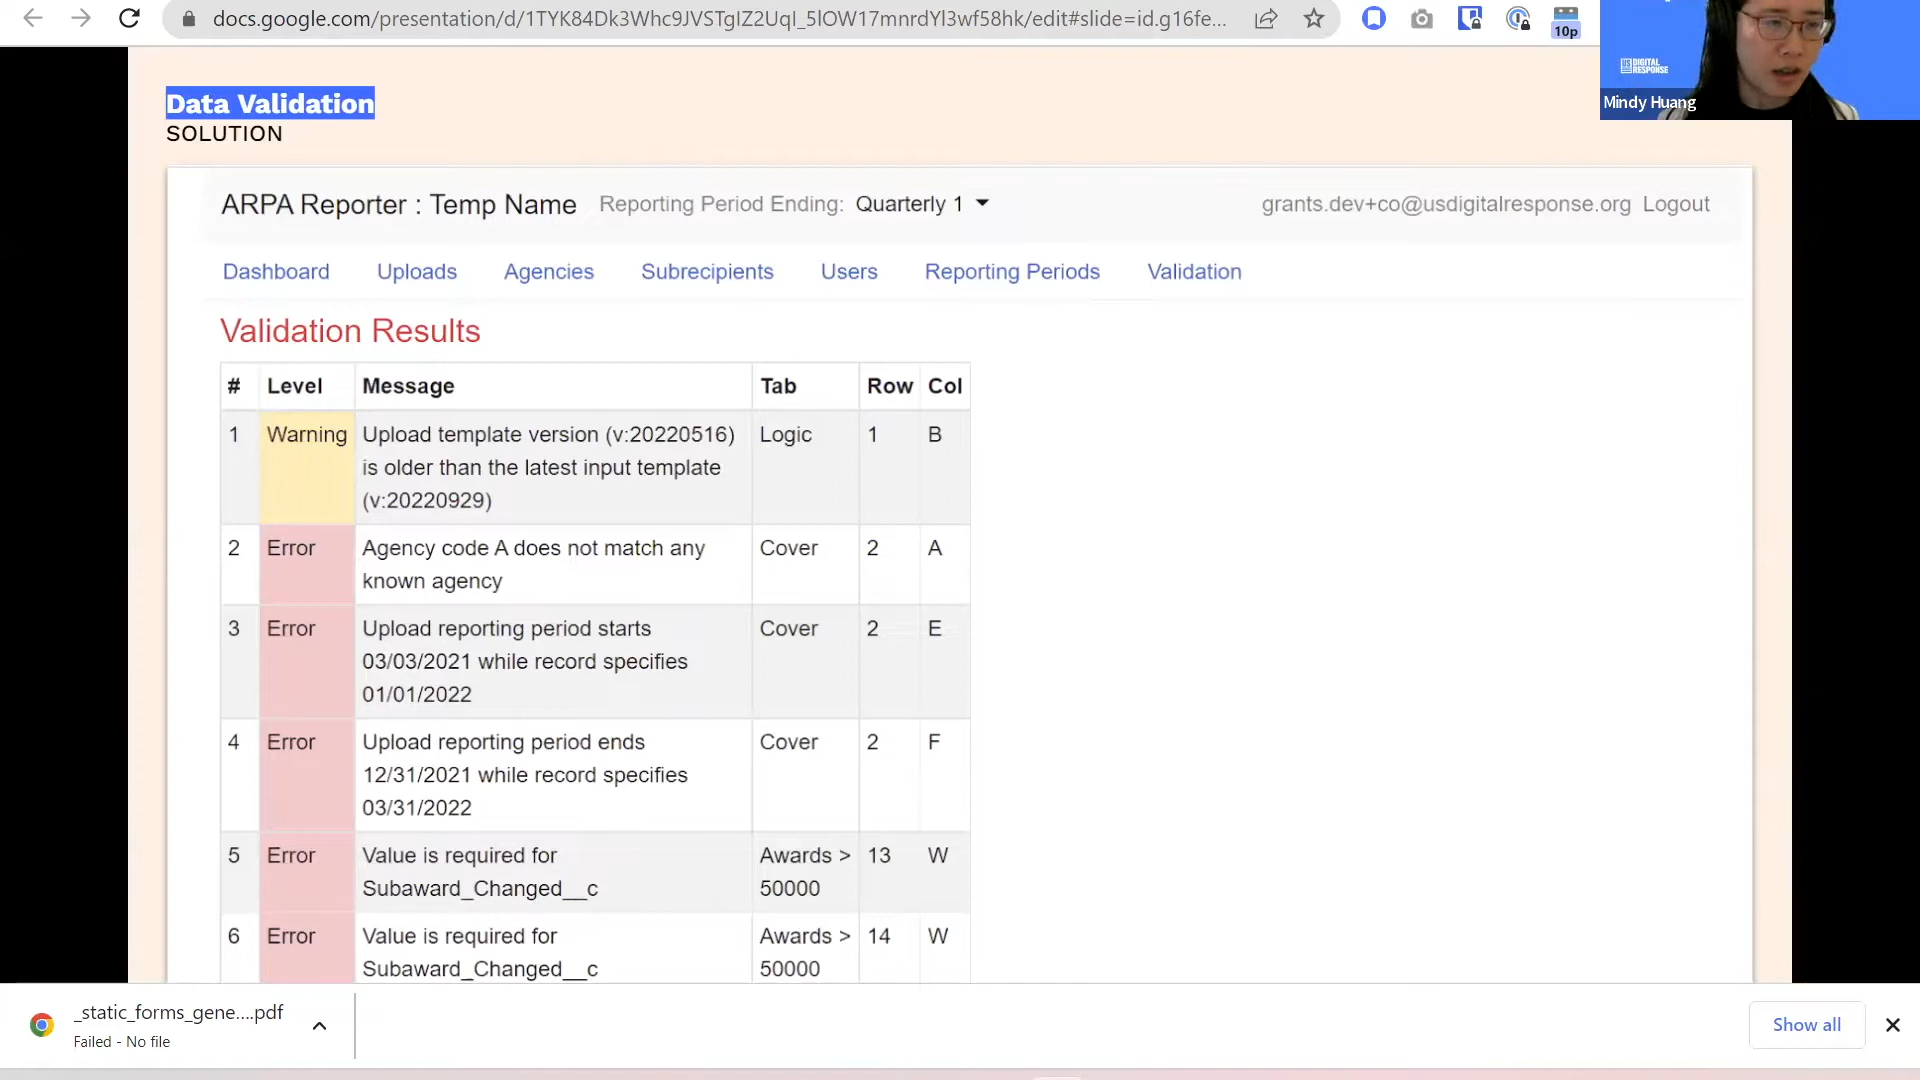 docs.google.com/presentation/d/1TYK84Dk3Whc9JVSTgIZ2UqI_5lOW17mnrdYl3wf58hk/edit#slide=id.g16fe...
10p
US DIGITAL
RESPONSE
Mindy Huang
Data Validation
SOLUTION
ARPA Reporter : Temp Name Reporting Period Ending: Quarterly 1 grants.dev+co@usdigitalresponse.org Logout
Dashboard Uploads Agencies Subrecipients Users Reporting Periods Validation
Validation Results
# Level Message Tab Row Col
1 Warning Upload template version (v:20220516) Logic 1 B
is older than the latest input template
(v:20220929)
2 Error Agency code A does not match any Cover 2 A
known agency
3 Error Upload reporting period starts Cover 2 E
03/03/2021 while record specifies
01/01/2022
4 Error Upload reporting period ends Cover 2 F
12/31/2021 while record specifies
03/31/2022
5 Error Value is required for Awards > 13 W
Subaward_Changed__c 50000
6 Error Value is required for Awards > 14 W
Subaward_Changed__c 50000
_static_forms_gene....pdf
Failed - No file
Show all